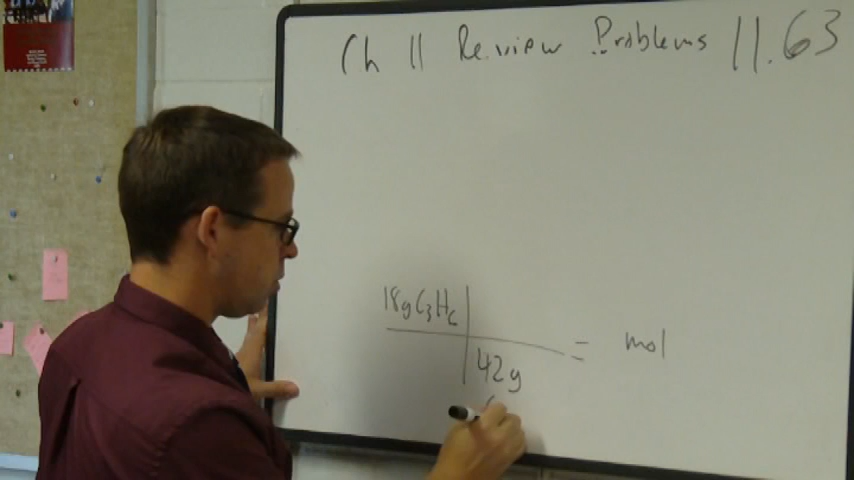 Ch 11 Review Problems 11.63
18g C3H6
= mol
42g